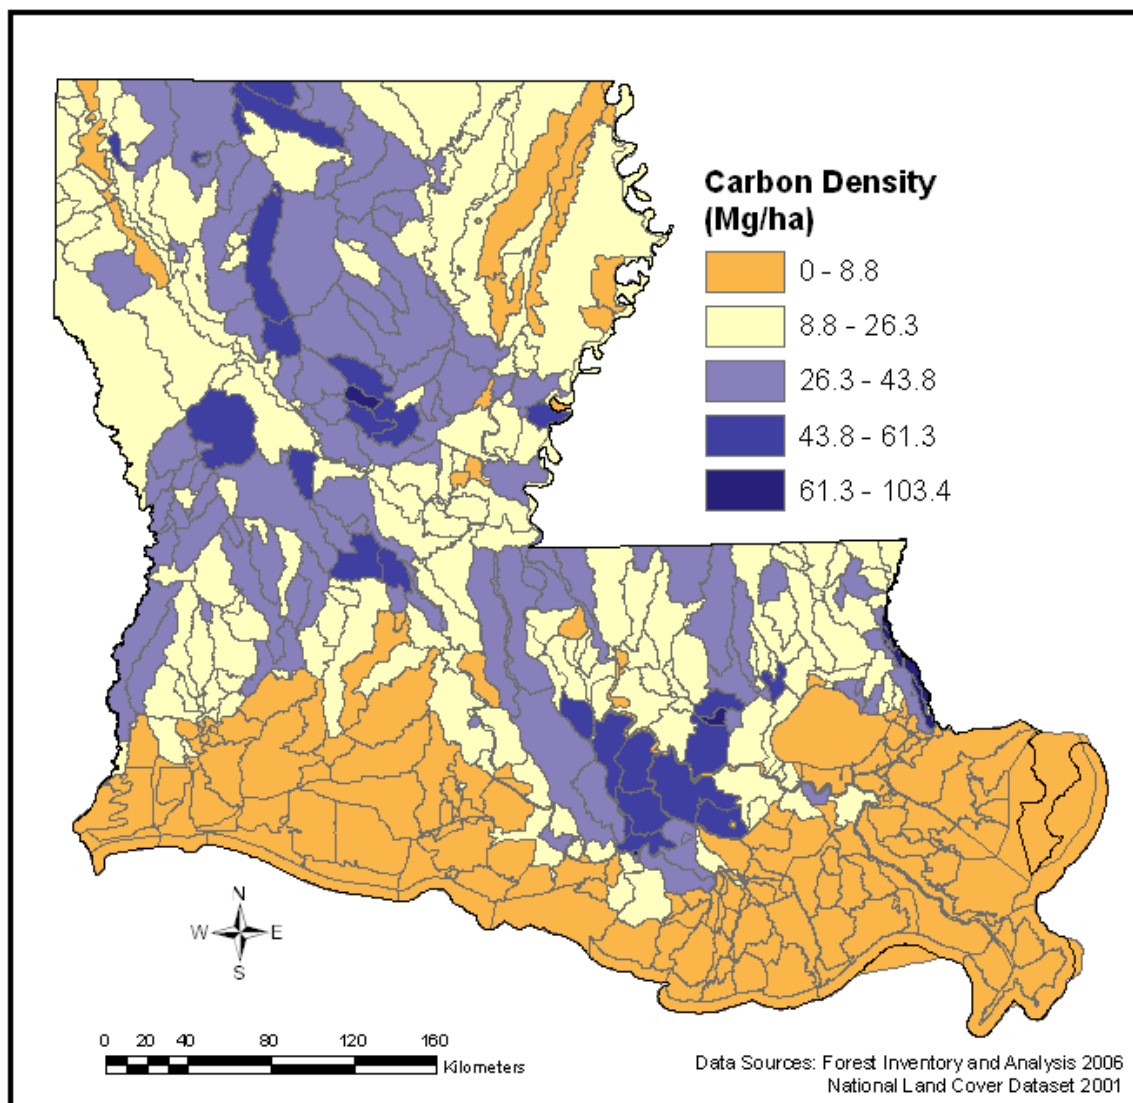 Carbon Density
(Mg/ha)
0 - 8.8
8.8 - 26.3
26.3 - 43.8
43.8 - 61.3
61.3 - 103.4
N
W E
S
0 20 40 80 120 160
Kilometers
Data Sources: Forest Inventory and Analysis 2006
National Land Cover Dataset 2001